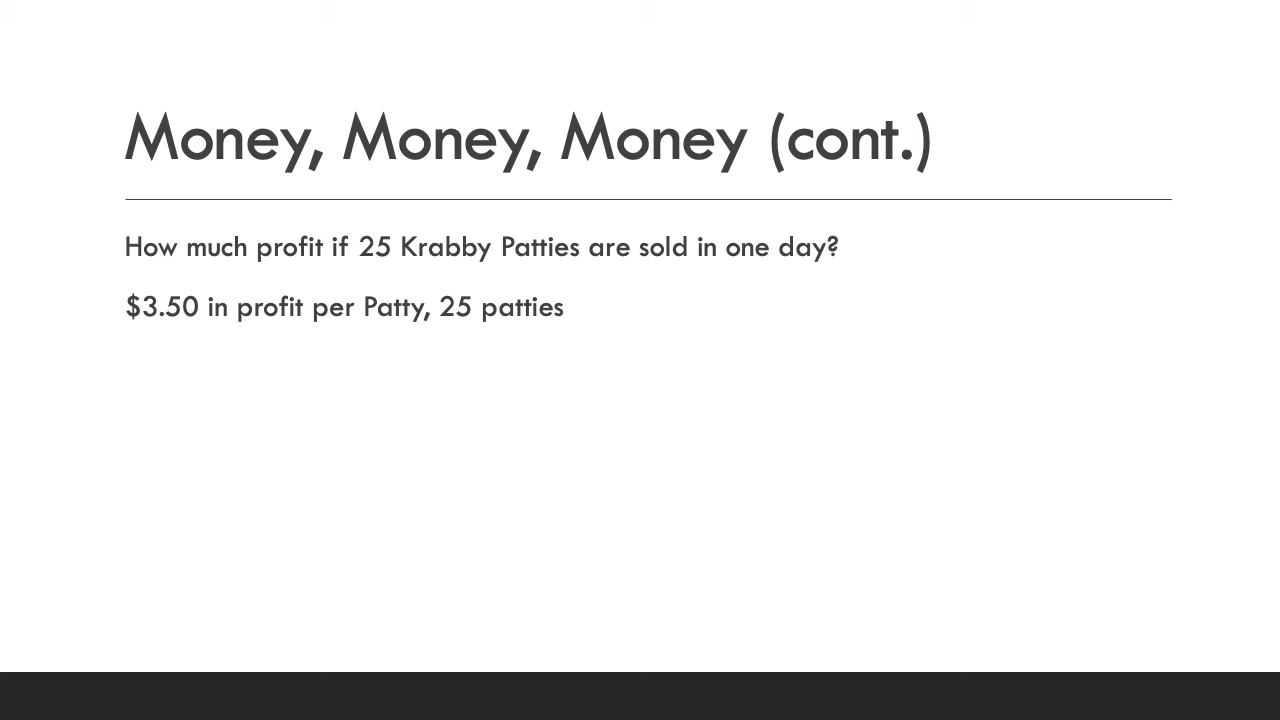 Money, Money, Money (cont.)
How much profit if 25 Krabby Patties are sold in one day?
$3.50 in profit per Patty, 25 patties